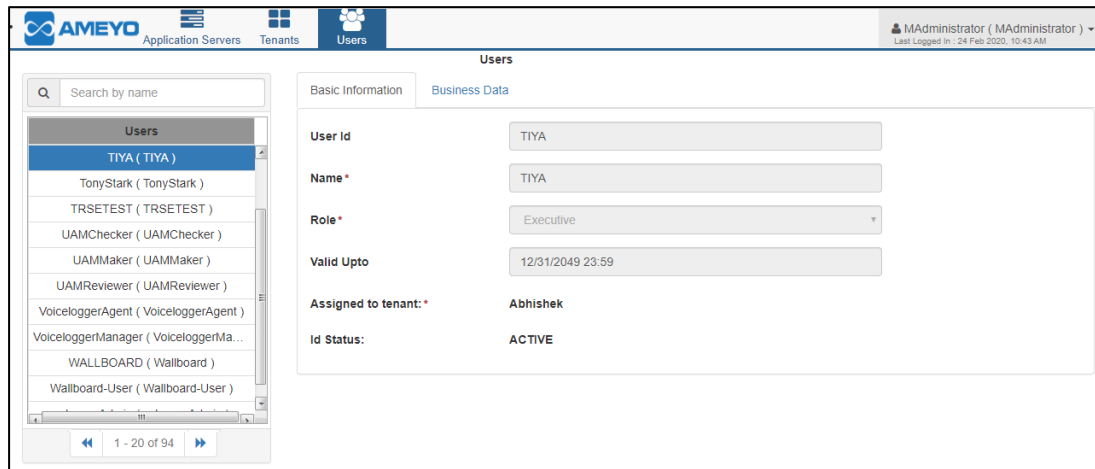 AMEYO
Application Servers
Tenants
Users
MAdministrator ( MAdministrator )
Last Logged In : 24 Feb 2020, 10:43 AM
Users
Search by name
Users
TIYA ( TIYA )
TonyStark ( TonyStark )
TRSETEST ( TRSETEST )
UAMChecker ( UAMChecker )
UAMMaker ( UAMMaker )
UAMReviewer ( UAMReviewer )
VoiceloggerAgent ( VoiceloggerAgent )
VoiceloggerManager ( VoiceloggerMa...
WALLBOARD ( Wallboard )
Wallboard-User ( Wallboard-User )
1 - 20 of 94
Basic Information
Business Data
User Id
TIYA
Name*
TIYA
Role*
Executive
Valid Upto
12/31/2049 23:59
Assigned to tenant:*
Abhishek
Id Status:
ACTIVE